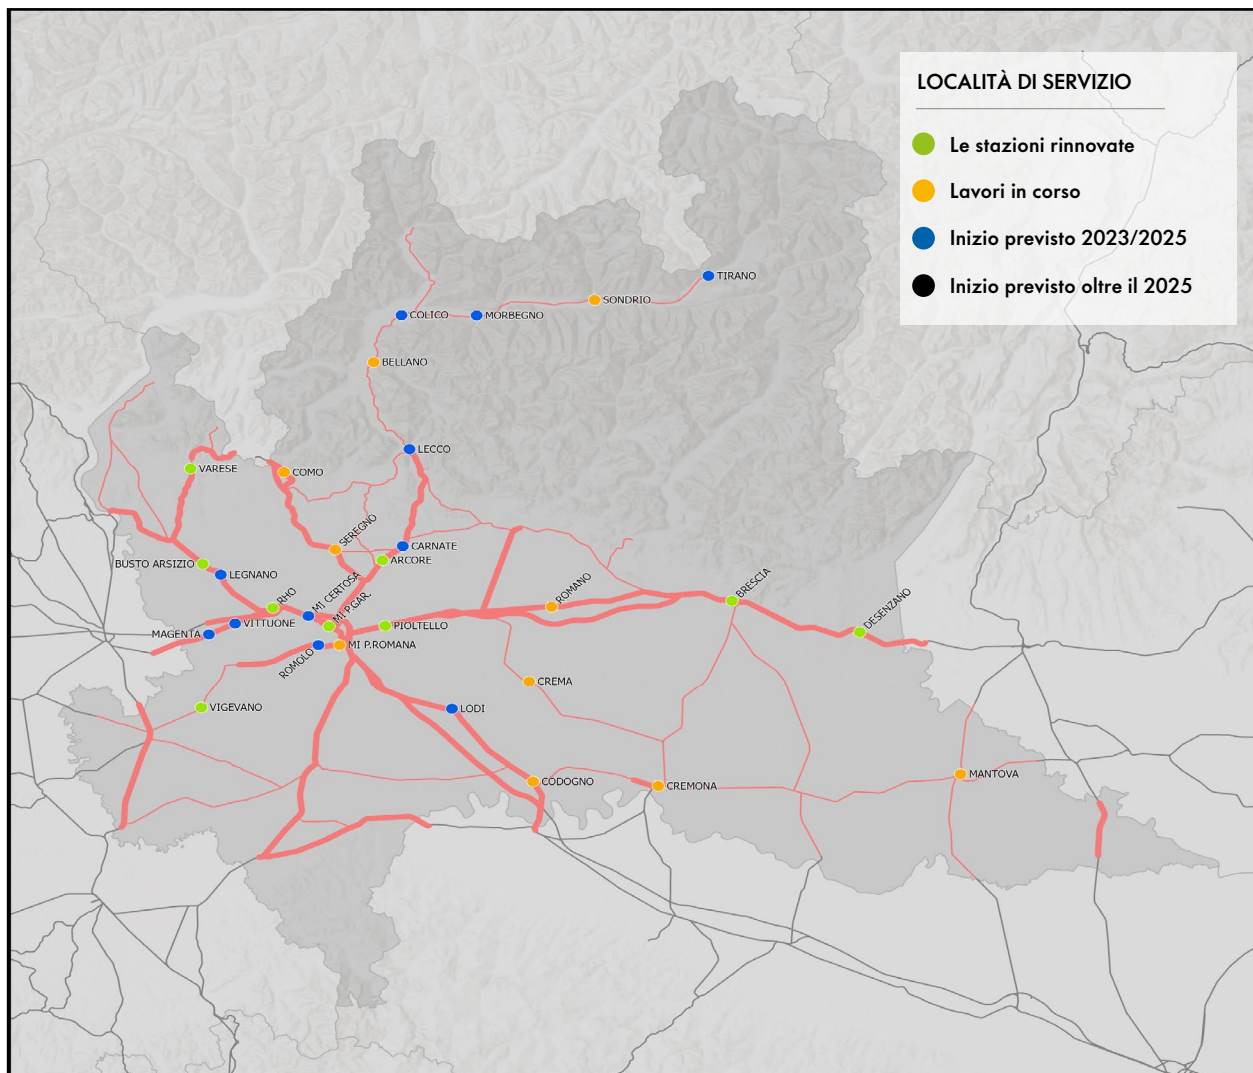 LOCALITÀ DI SERVIZIO
Le stazioni rinnovate
Lavori in corso
Inizio previsto 2023/2025
Inizio previsto oltre il 2025
TIRANO
SONDRIO
COLICO
MORBEGNO
BELLANO
LECCO
VARESE
COMO
SEREGNO
CARNATE
ARCORE
BUSTO ARSIZIO
LEGNANO
RHO
MI CERTOSA
MI P.GAR.
ROMANO
BRESCIA
DESENZANO
PIOLTELLO
VITTUONE
MAGENTA
ROMOLO
MI P.ROMANA
CREMA
VIGEVANO
LODI
CODOGNO
CREMONA
MANTOVA